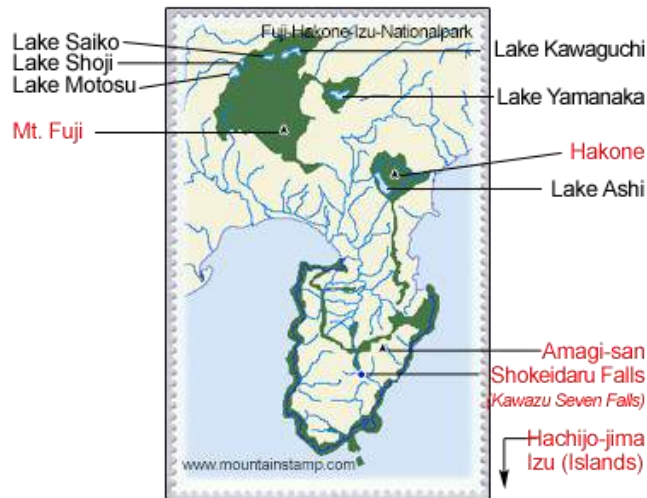 Fuji-Hakone-Izu-Nationalpark
Lake Saiko
Lake Shoji
Lake Motosu
Mt. Fuji
Lake Kawaguchi
Lake Yamanaka
Hakone
Lake Ashi
Amagi-san
Shokeidaru Falls
(Kawazu Seven Falls)
Hachijo-jima
Izu (Islands)
www.mountainstamp.com